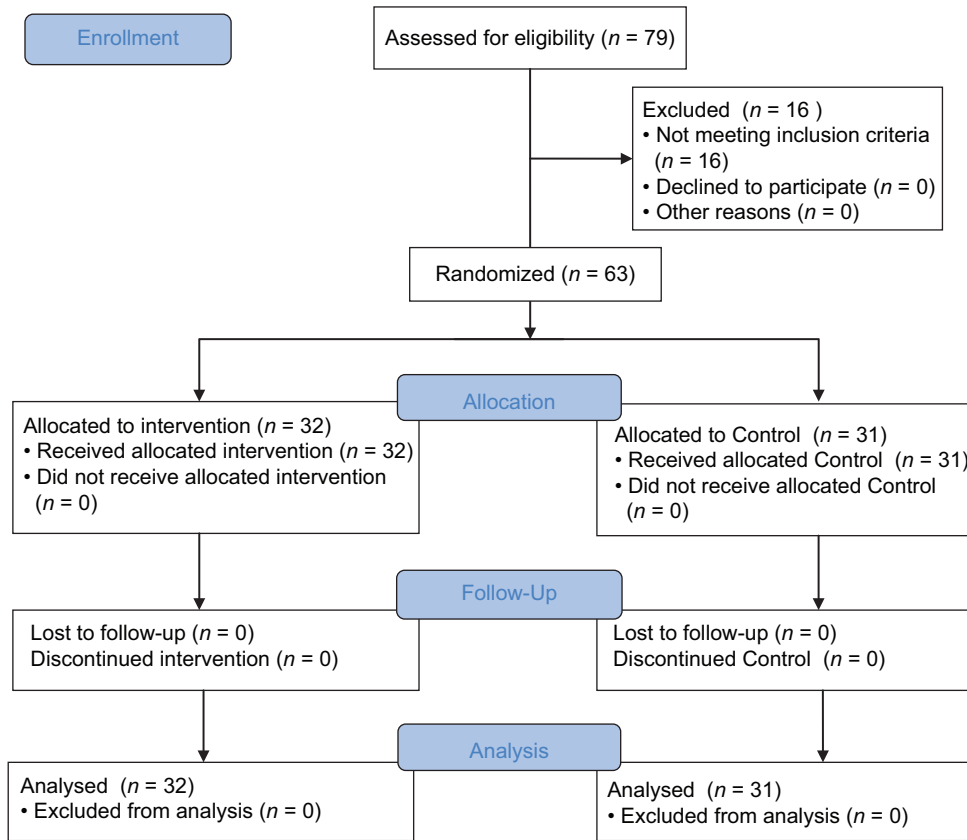 Enrollment
Assessed for eligibility (n = 79)
Excluded (n = 16 )
• Not meeting inclusion criteria
(n = 16)
• Declined to participate (n = 0)
• Other reasons (n = 0)
Randomized (n = 63)
Allocation
Allocated to intervention (n = 32)
• Received allocated intervention (n = 32)
• Did not receive allocated intervention
(n = 0)
Allocated to Control (n = 31)
• Received allocated Control (n = 31)
• Did not receive allocated Control
(n = 0)
Follow-Up
Lost to follow-up (n = 0)
Discontinued intervention (n = 0)
Lost to follow-up (n = 0)
Discontinued Control (n = 0)
Analysis
Analysed (n = 32)
• Excluded from analysis (n = 0)
Analysed (n = 31)
• Excluded from analysis (n = 0)